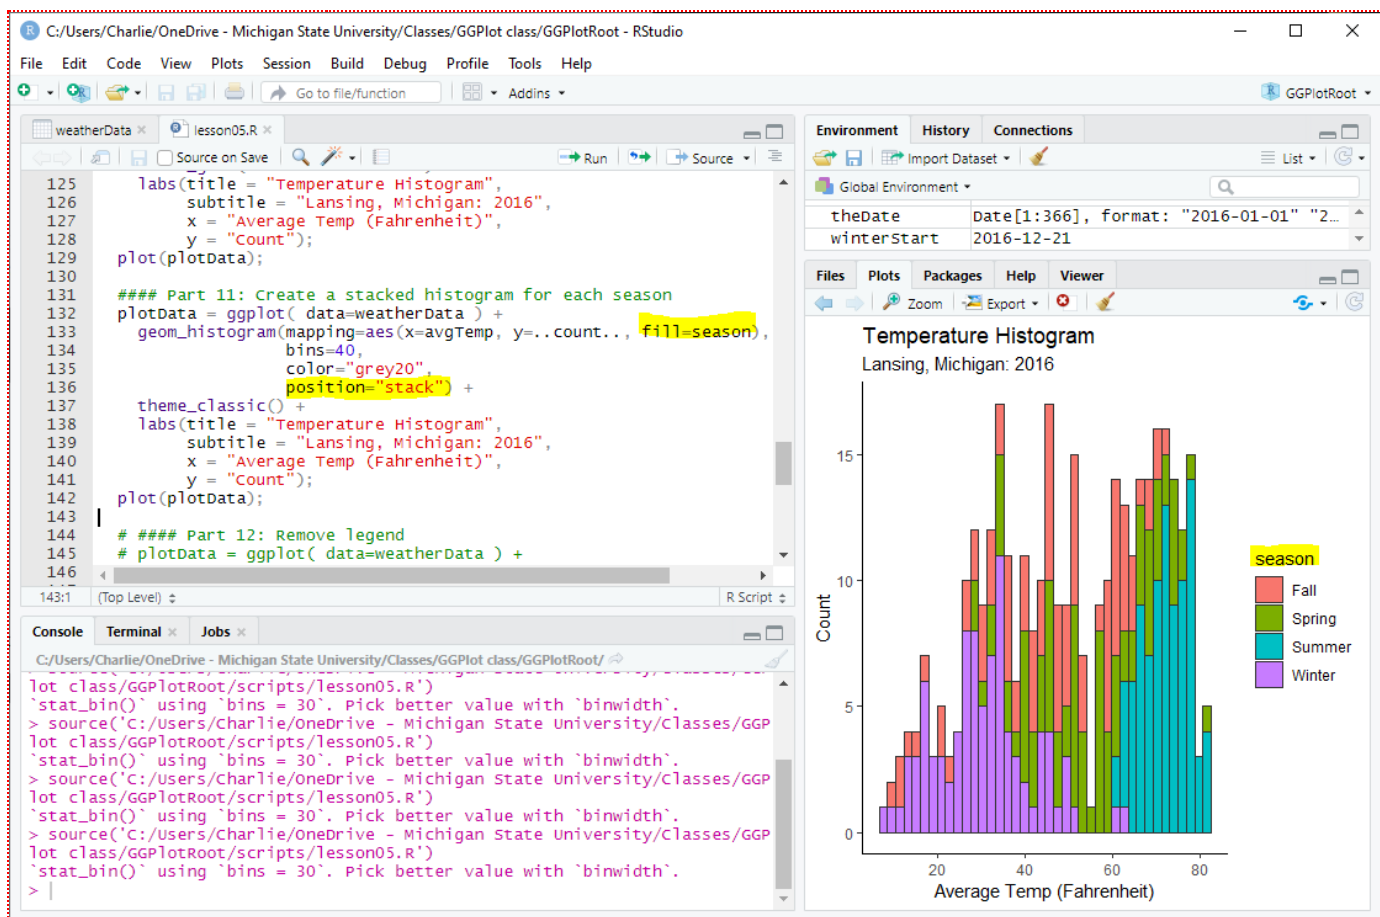 C:/Users/Charlie/OneDrive - Michigan State University/Classes/GGPlot class/GGPlotRoot - RStudio
File Edit Code View Plots Session Build Debug Profile Tools Help
Go to file/function Addins GGPlotRoot
weatherData lesson05.R
Source on Save Run Source
125 labs(title = "Temperature Histogram",
126 subtitle = "Lansing, Michigan: 2016",
127 x = "Average Temp (Fahrenheit)",
128 y = "Count");
129 plot(plotData);
130
131 #### Part 11: Create a stacked histogram for each season
132 plotData = ggplot( data=weatherData ) +
133 geom_histogram(mapping=aes(x=avgTemp, y=..count.., fill=season),
134 bins=40,
135 color="grey20",
136 position="stack") +
137 theme_classic() +
138 labs(title = "Temperature Histogram",
139 subtitle = "Lansing, Michigan: 2016",
140 x = "Average Temp (Fahrenheit)",
141 y = "Count");
142 plot(plotData);
143
144 # #### Part 12: Remove legend
145 # plotData = ggplot( data=weatherData ) +
146
143:1 (Top Level) R Script
Console Terminal Jobs
C:/Users/Charlie/OneDrive - Michigan State University/Classes/GGPlot class/GGPlotRoot/
lot class/GGPlotRoot/scripts/lesson05.R')
`stat_bin()` using `bins = 30`. Pick better value with `binwidth`.
> source('C:/Users/Charlie/OneDrive - Michigan State University/Classes/GGP
lot class/GGPlotRoot/scripts/lesson05.R')
`stat_bin()` using `bins = 30`. Pick better value with `binwidth`.
> source('C:/Users/Charlie/OneDrive - Michigan State University/Classes/GGP
lot class/GGPlotRoot/scripts/lesson05.R')
`stat_bin()` using `bins = 30`. Pick better value with `binwidth`.
> source('C:/Users/Charlie/OneDrive - Michigan State University/Classes/GGP
lot class/GGPlotRoot/scripts/lesson05.R')
`stat_bin()` using `bins = 30`. Pick better value with `binwidth`.
>
Environment History Connections
Import Dataset List
Global Environment
theDate Date[1:366], format: "2016-01-01" "2...
winterStart 2016-12-21
Files Plots Packages Help Viewer
Zoom Export
Temperature Histogram
Lansing, Michigan: 2016
15
10
5
0
Count
20 40 60 80
Average Temp (Fahrenheit)
season
Fall
Spring
Summer
Winter